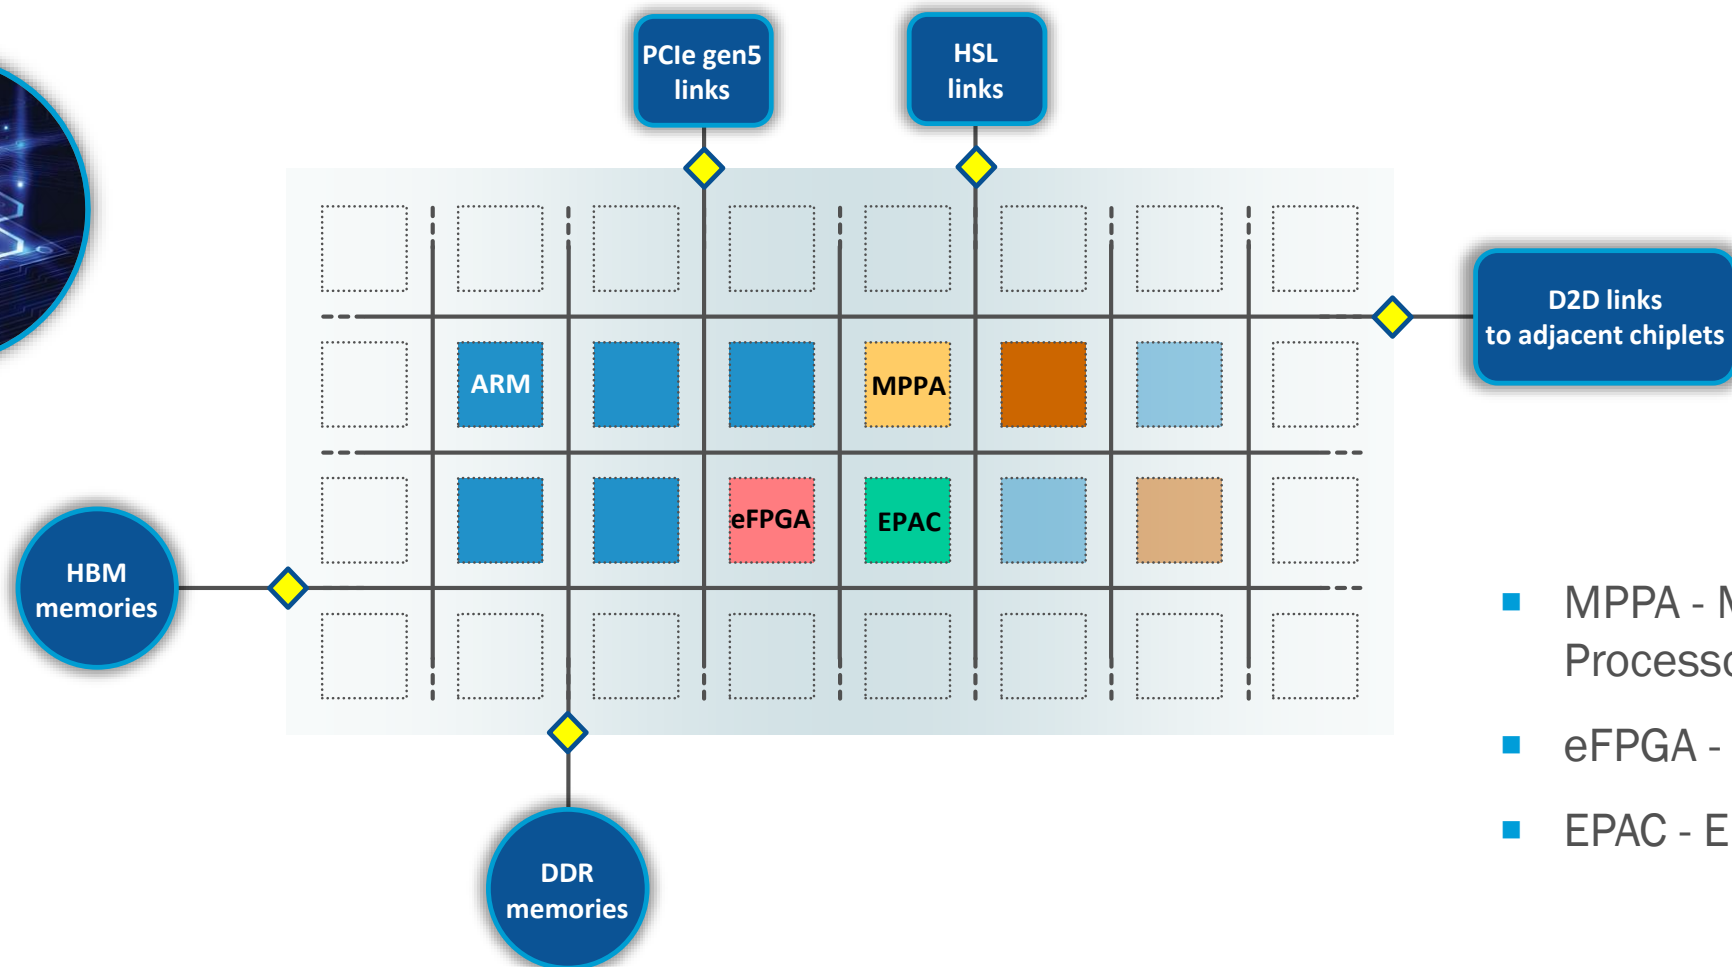 PCIe gen5
links
HSL
links
D2D links
to adjacent chiplets
ARM
MPPA
eFPGA
EPAC
HBM
memories
DDR
memories
MPPA -
eFPGA -
EPAC - E